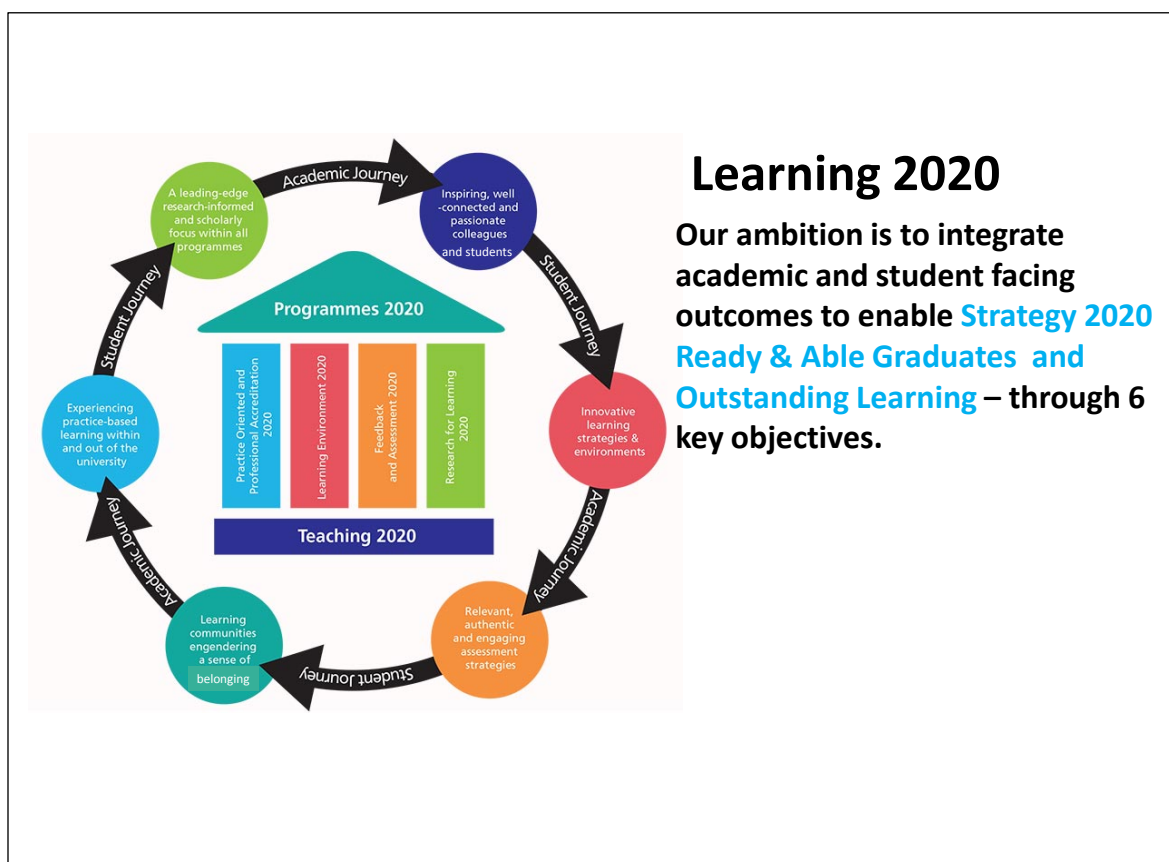 Learning 2020
Our ambition is to integrate
academic and student facing
outcomes to enable Strategy 2020
Ready & Able Graduates and
Outstanding Learning – through 6
key objectives.
A leading-edge
research-informed
and scholarly
focus within all
programmes
Academic Journey
Inspiring, well
-connected and
passionate
colleagues
and students
Student Journey
Innovative
learning
strategies &
environments
Academic Journey
Relevant,
authentic
and engaging
assessment
strategies
Student Journey
Learning
communities
engendering
a sense of
belonging
Academic Journey
Experiencing
practice-based
learning within
and out of the
university
Student Journey
Programmes 2020
Practice Oriented and
Professional Accreditation
2020
Learning Environment 2020
Feedback
and Assessment 2020
Research for Learning
2020
Teaching 2020